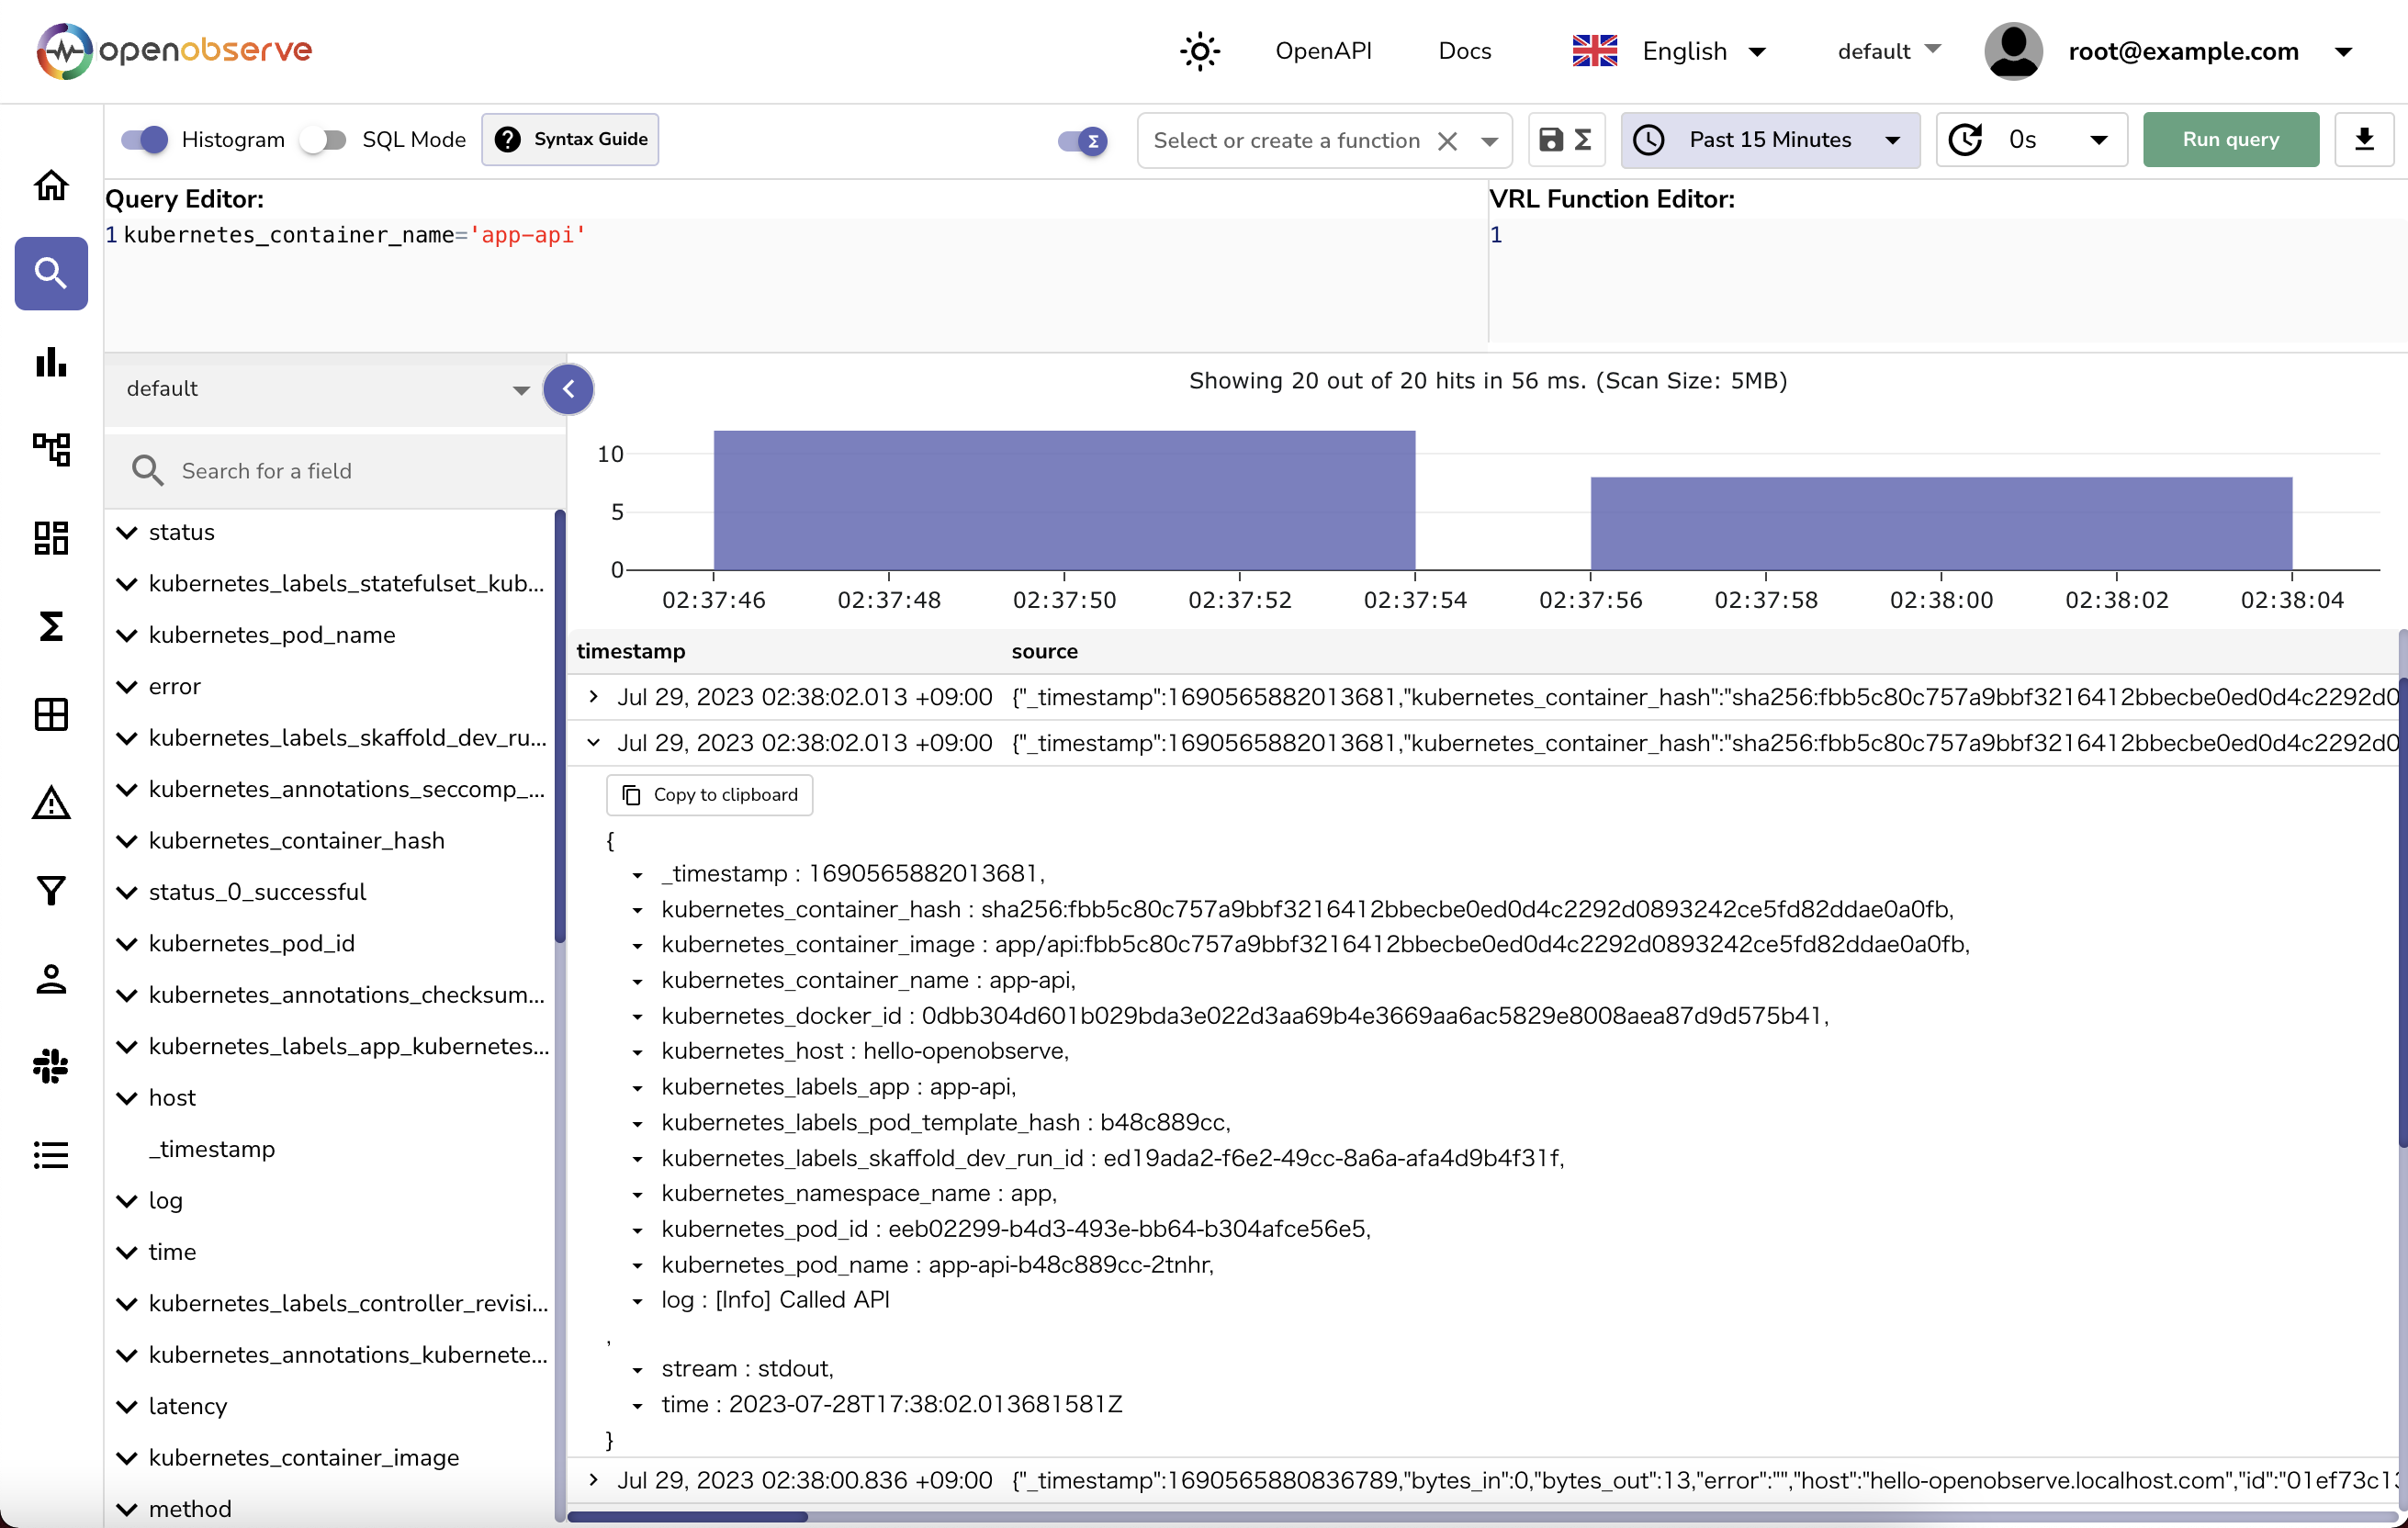 openobserve
OpenAPI
Docs
English
default
root@example.com
Histogram
SQL Mode
? Syntax Guide
Σ
Select or create a function
Σ
Past 15 Minutes
0s
Run query
Query Editor:
1 kubernetes_container_name='app-api'
VRL Function Editor:
1
default
Search for a field
status
kubernetes_labels_statefulset_kub...
kubernetes_pod_name
error
kubernetes_labels_skaffold_dev_ru...
kubernetes_annotations_seccomp_...
kubernetes_container_hash
status_0_successful
kubernetes_pod_id
kubernetes_annotations_checksum...
kubernetes_labels_app_kubernetes...
host
_timestamp
log
time
kubernetes_labels_controller_revisi...
kubernetes_annotations_kubernete...
latency
kubernetes_container_image
method
Showing 20 out of 20 hits in 56 ms. (Scan Size: 5MB)
10
5
0
02:37:46 02:37:48 02:37:50 02:37:52 02:37:54 02:37:56 02:37:58 02:38:00 02:38:02 02:38:04
timestamp source
Jul 29, 2023 02:38:02.013 +09:00 {"_timestamp":1690565882013681,"kubernetes_container_hash":"sha256:fbb5c80c757a9bbf3216412bbecbe0ed0d4c2292d0
Jul 29, 2023 02:38:02.013 +09:00 {"_timestamp":1690565882013681,"kubernetes_container_hash":"sha256:fbb5c80c757a9bbf3216412bbecbe0ed0d4c2292d0
Copy to clipboard
{
_timestamp : 1690565882013681,
kubernetes_container_hash : sha256:fbb5c80c757a9bbf3216412bbecbe0ed0d4c2292d0893242ce5fd82ddae0a0fb,
kubernetes_container_image : app/api:fbb5c80c757a9bbf3216412bbecbe0ed0d4c2292d0893242ce5fd82ddae0a0fb,
kubernetes_container_name : app-api,
kubernetes_docker_id : 0dbb304d601b029bda3e022d3aa69b4e3669aa6ac5829e8008aea87d9d575b41,
kubernetes_host : hello-openobserve,
kubernetes_labels_app : app-api,
kubernetes_labels_pod_template_hash : b48c889cc,
kubernetes_labels_skaffold_dev_run_id : ed19ada2-f6e2-49cc-8a6a-afa4d9b4f31f,
kubernetes_namespace_name : app,
kubernetes_pod_id : eeb02299-b4d3-493e-bb64-b304afce56e5,
kubernetes_pod_name : app-api-b48c889cc-2tnhr,
log : [Info] Called API
,
stream : stdout,
time : 2023-07-28T17:38:02.013681581Z
}
Jul 29, 2023 02:38:00.836 +09:00 {"_timestamp":1690565880836789,"bytes_in":0,"bytes_out":13,"error":"","host":"hello-openobserve.localhost.com","id":"01ef73c13